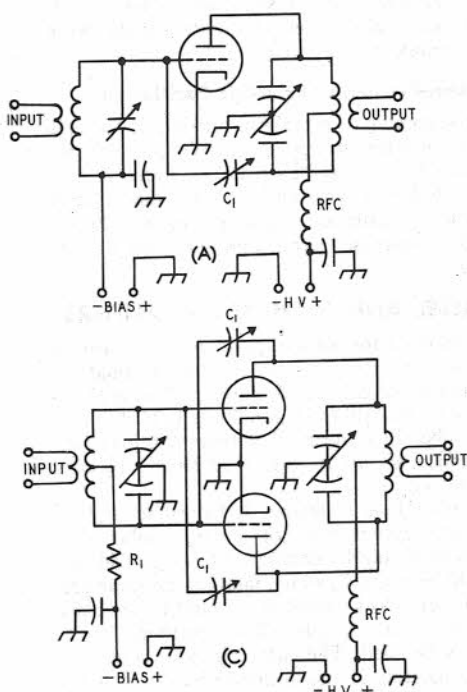 INPUT
C1
RFC
OUTPUT
-BIAS+
(A)
-HV+
C1
INPUT
R1
C1
RFC
OUTPUT
-BIAS+
(C)
-HV+